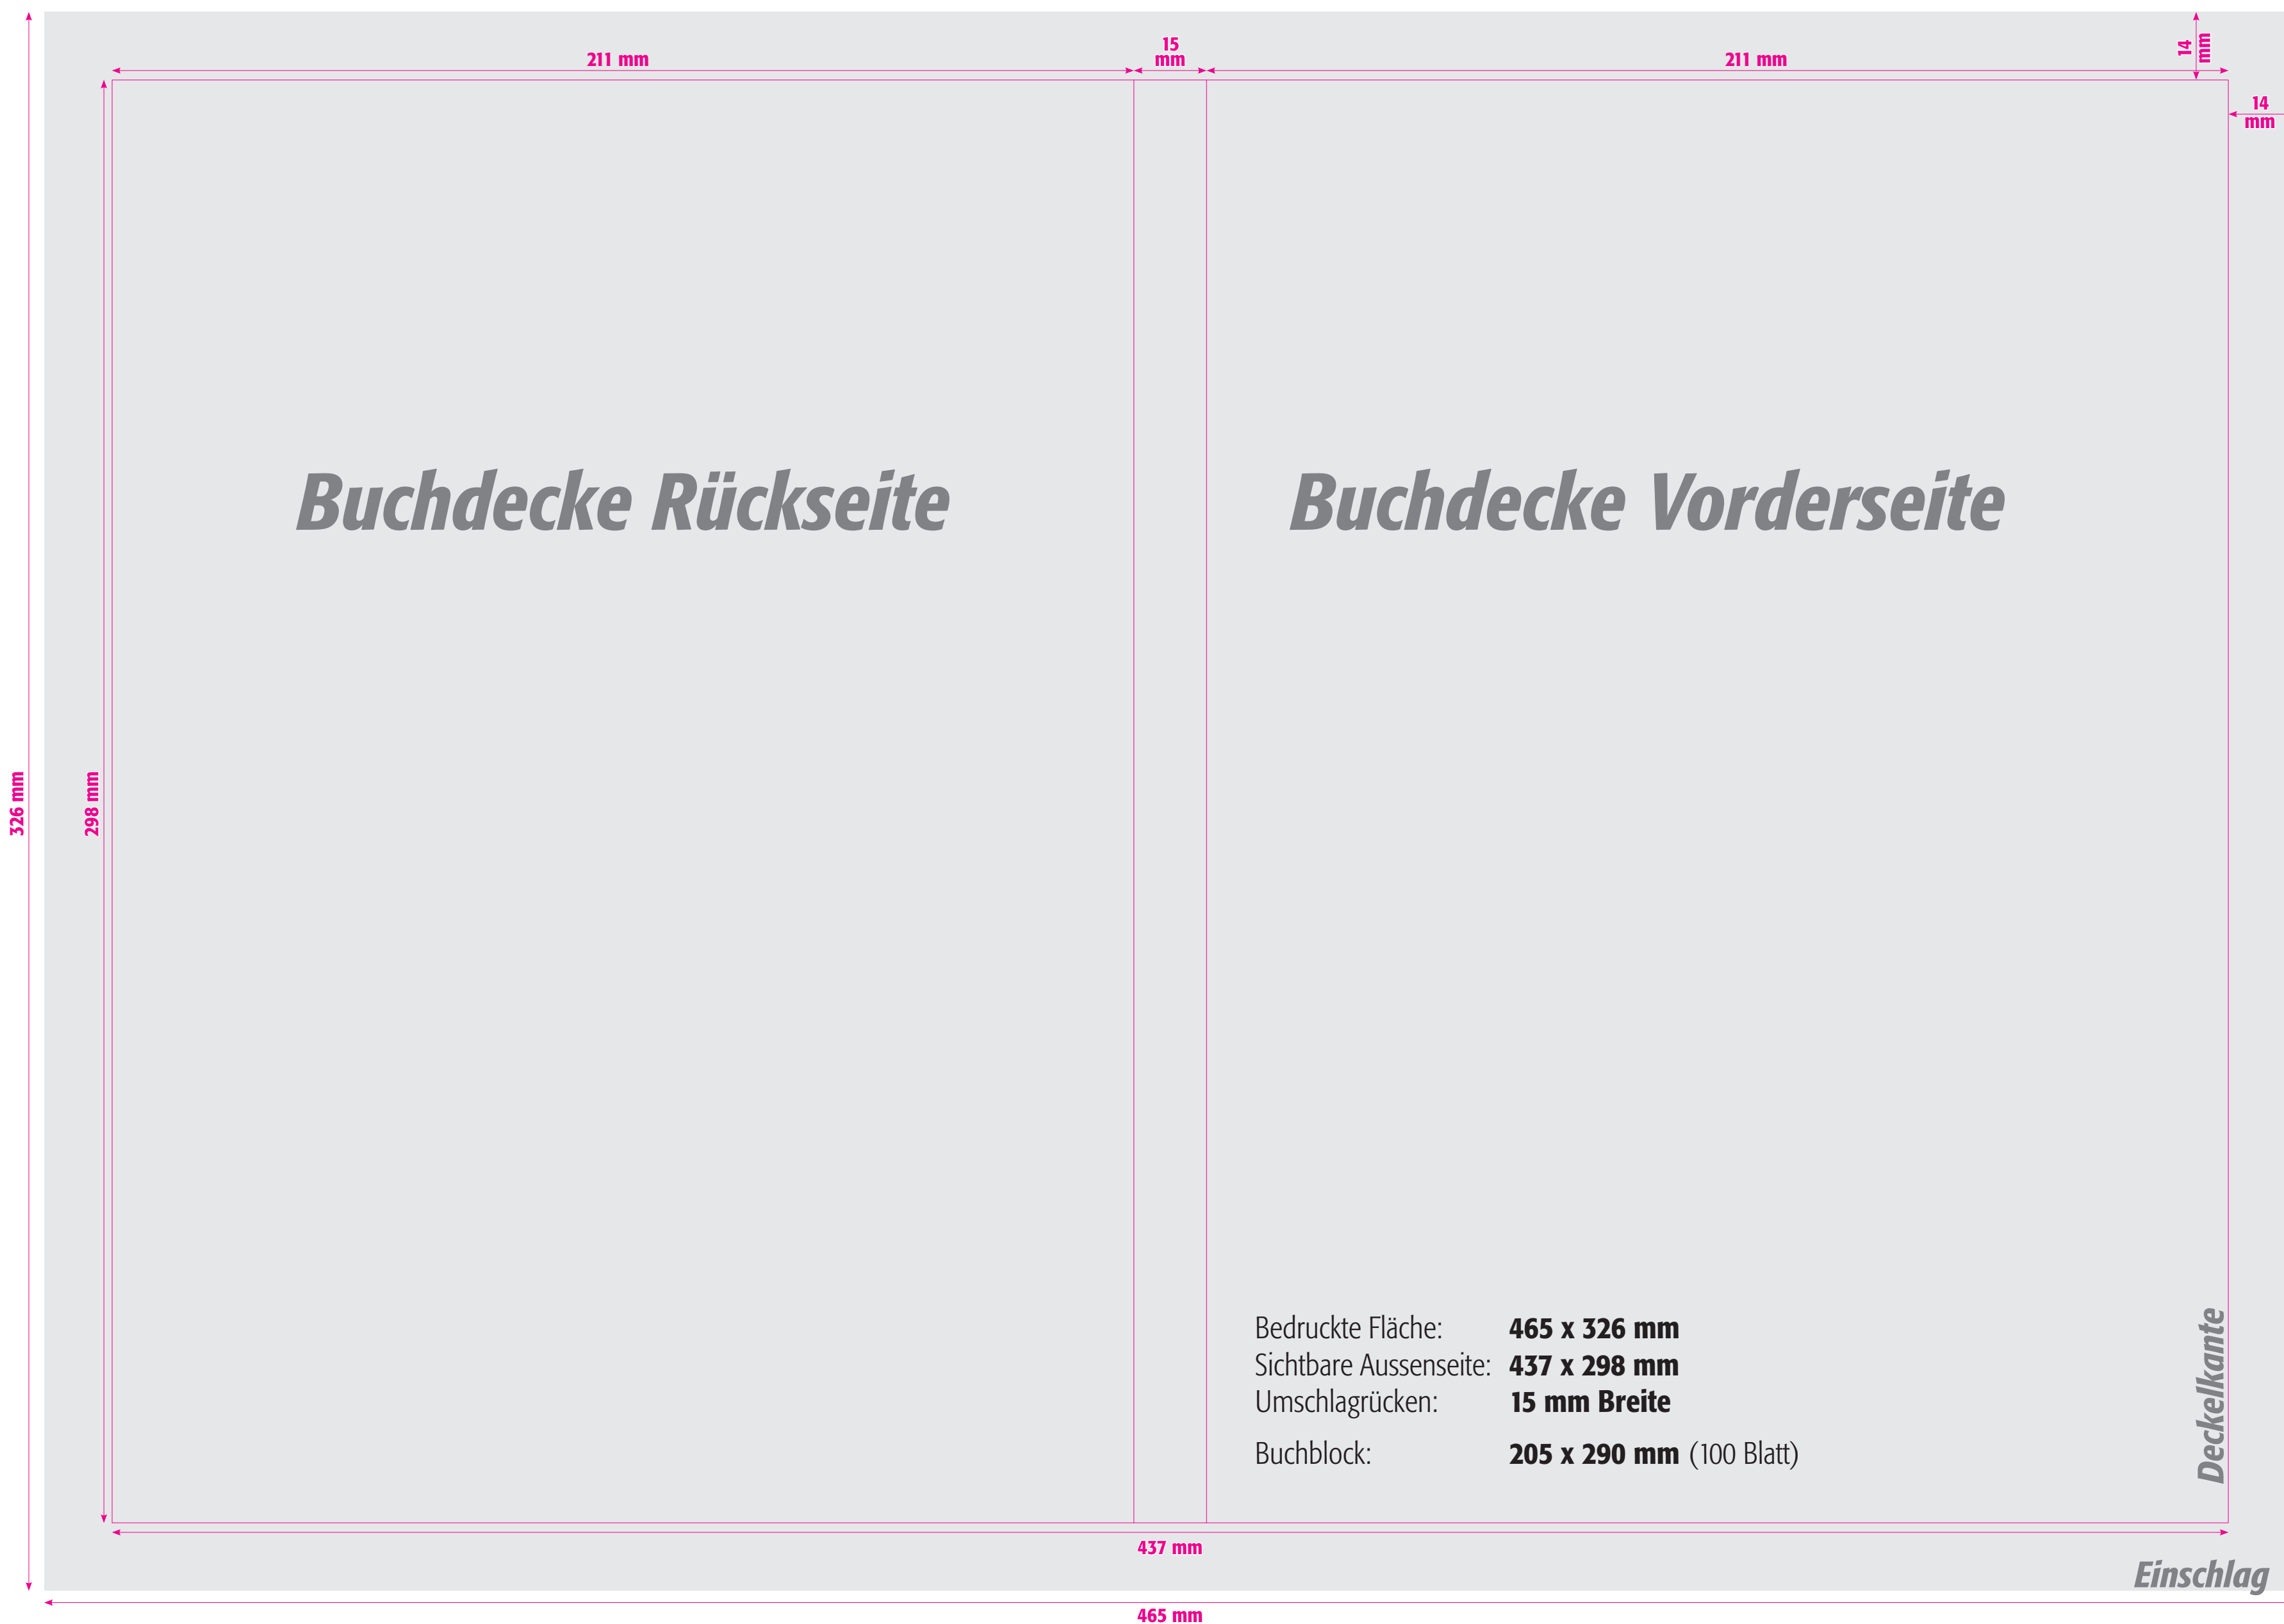 211 mm
15
mm
211 mm
14
mm
14
mm
Buchdecke Rückseite
Buchdecke Vorderseite
326 mm
298 mm
Bedruckte Fläche: 465 x 326 mm
Sichtbare Aussenseite: 437 x 298 mm
Umschlagrücken: 15 mm Breite
Buchblock: 205 x 290 mm (100 Blatt)
Deckelkante
437 mm
Einschlag
465 mm